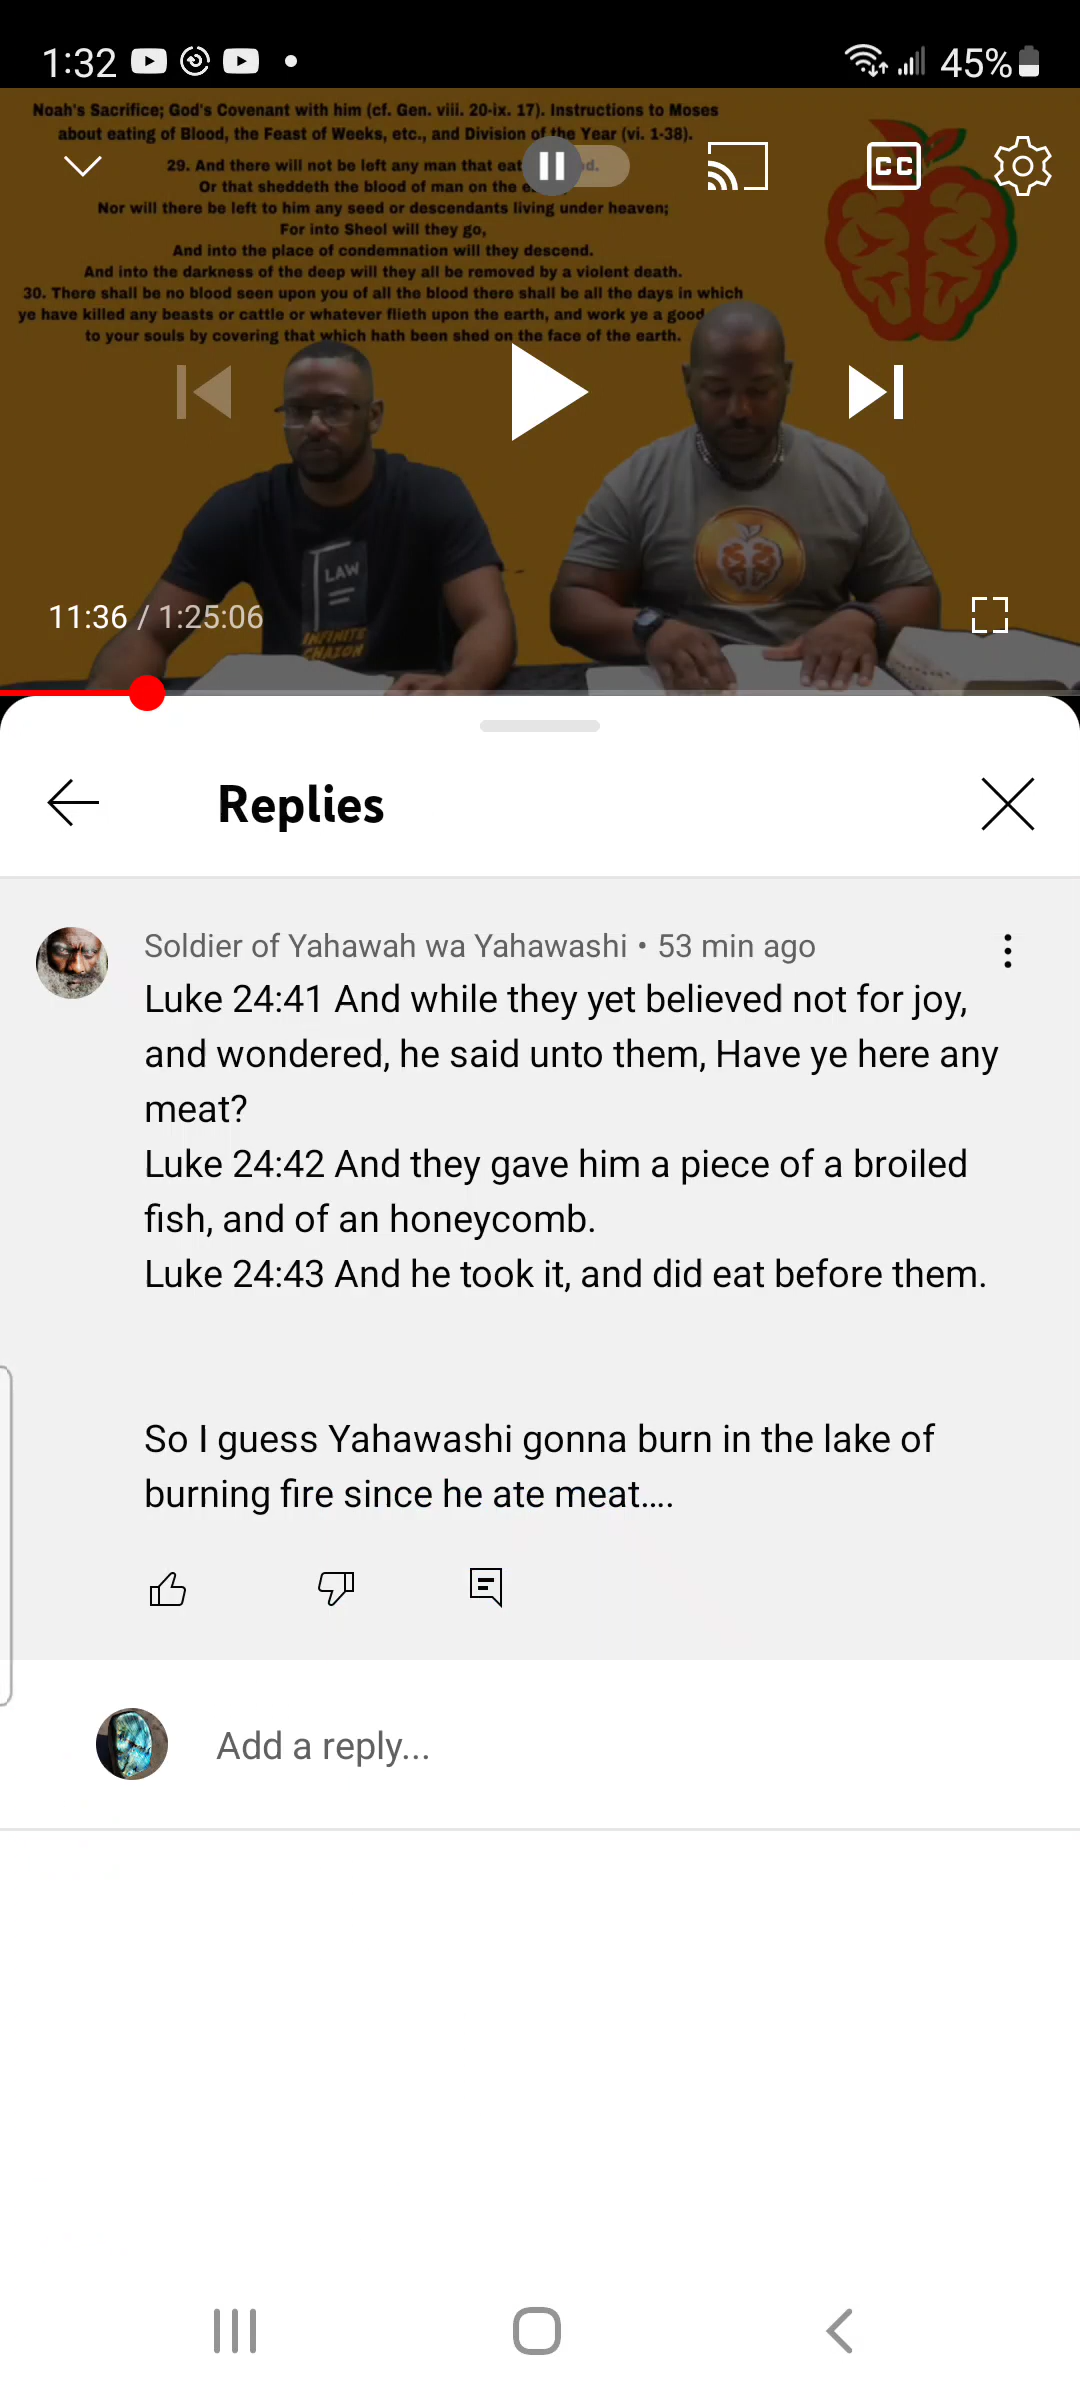 1:32
45%
Noah's Sacrifice; God's Covenant with him (cf. Gen. viii. 20-ix. 17). Instructions to Moses
about eating of Blood, the Feast of Weeks, etc., and Division of the Year (vi. 1-38).
29. And there will not be left any man that eat d.
Or that sheddeth the blood of man on the
Nor will there be left to him any seed or descendants living under heaven;
For into Sheol will they go,
And into the place of condemnation will they descend.
And into the darkness of the deep will they all be removed by a violent death.
30. There shall be no blood seen upon you of all the blood there shall be all the days in which
ye have killed any beasts or cattle or whatever flieth upon the earth, and work ye a good
to your souls by covering that which hath been shed on the face of the earth.
CC
LAW
INFINITE
CHAZON
11:36 / 1:25:06
Replies
Soldier of Yahawah wa Yahawashi • 53 min ago
Luke 24:41 And while they yet believed not for joy,
and wondered, he said unto them, Have ye here any
meat?
Luke 24:42 And they gave him a piece of a broiled
fish, and of an honeycomb.
Luke 24:43 And he took it, and did eat before them.
So I guess Yahawashi gonna burn in the lake of
burning fire since he ate meat....
Add a reply...